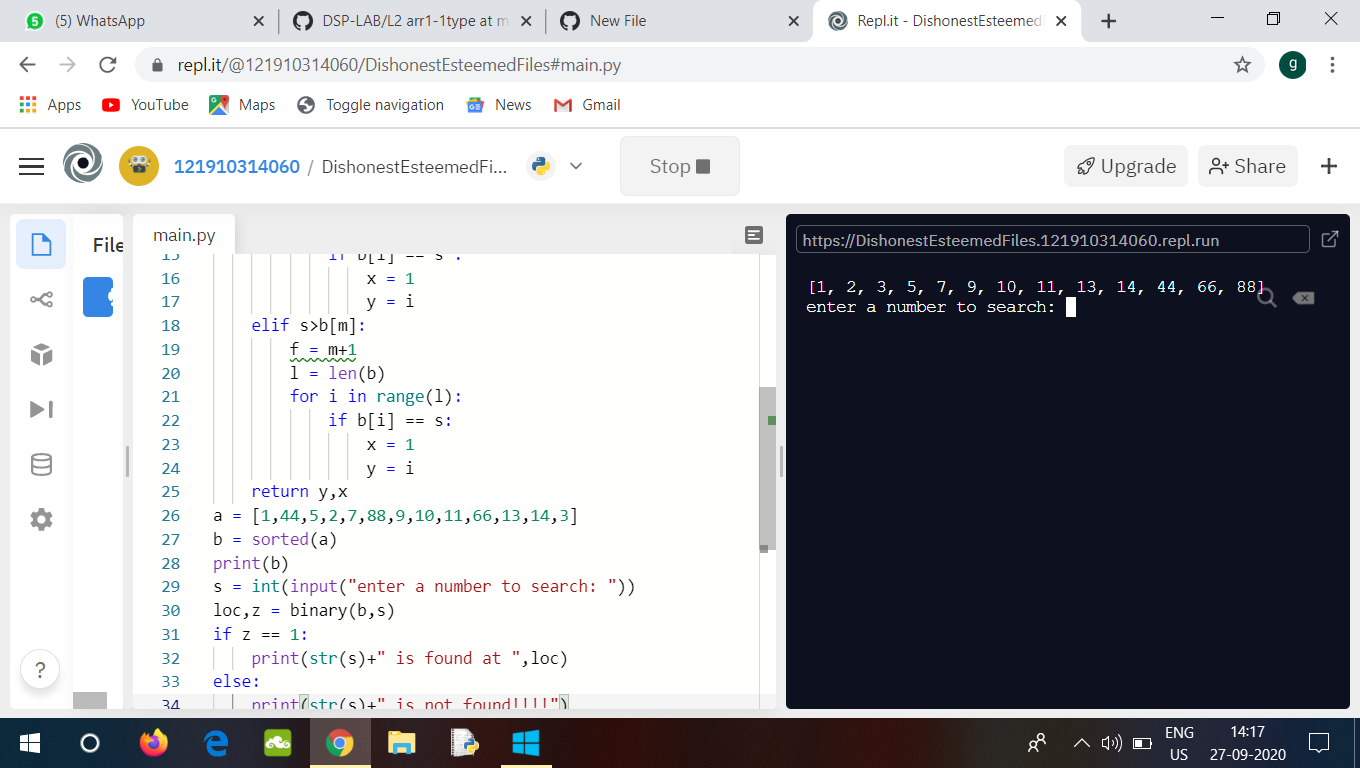 (5) WhatsApp
DSP-LAB/L2 arr1-1type at m
New File
Repl.it - DishonestEsteemed
repl.it/@121910314060/DishonestEsteemedFiles#main.py
g
Apps
YouTube
Maps
Toggle navigation
News
Gmail
121910314060 / DishonestEsteemedFi...
Stop
Upgrade
Share
File
main.py
15 if b[i] == s :
16 x = 1
17 y = i
18 elif s>b[m]:
19 f = m+1
20 l = len(b)
21 for i in range(l):
22 if b[i] == s:
23 x = 1
24 y = i
25 return y,x
26 a = [1,44,5,2,7,88,9,10,11,66,13,14,3]
27 b = sorted(a)
28 print(b)
29 s = int(input("enter a number to search: "))
30 loc,z = binary(b,s)
31 if z == 1:
32 print(str(s)+" is found at ",loc)
33 else:
34 print(str(s)+" is not found!!!!")
?
https://DishonestEsteemedFiles.121910314060.repl.run
[1, 2, 3, 5, 7, 9, 10, 11, 13, 14, 44, 66, 88]
enter a number to search:
ENG
US
14:17
27-09-2020